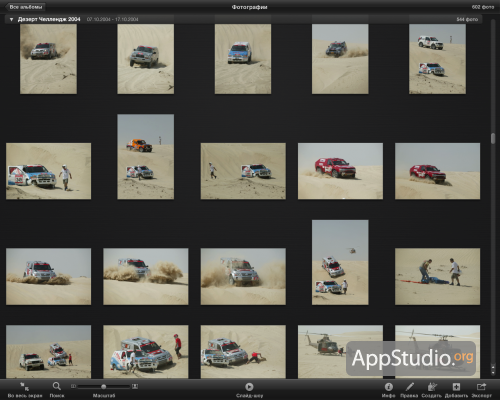 Все альбомы
Фотографии
602 фото
Дезерт Челлендж 2004
07.10.2004 - 17.10.2004
544 фото
AppStudio.org
Во весь экран
Поиск
Масштаб
Слайд-шоу
Инфо
Правка
Создать
Добавить
Экспорт